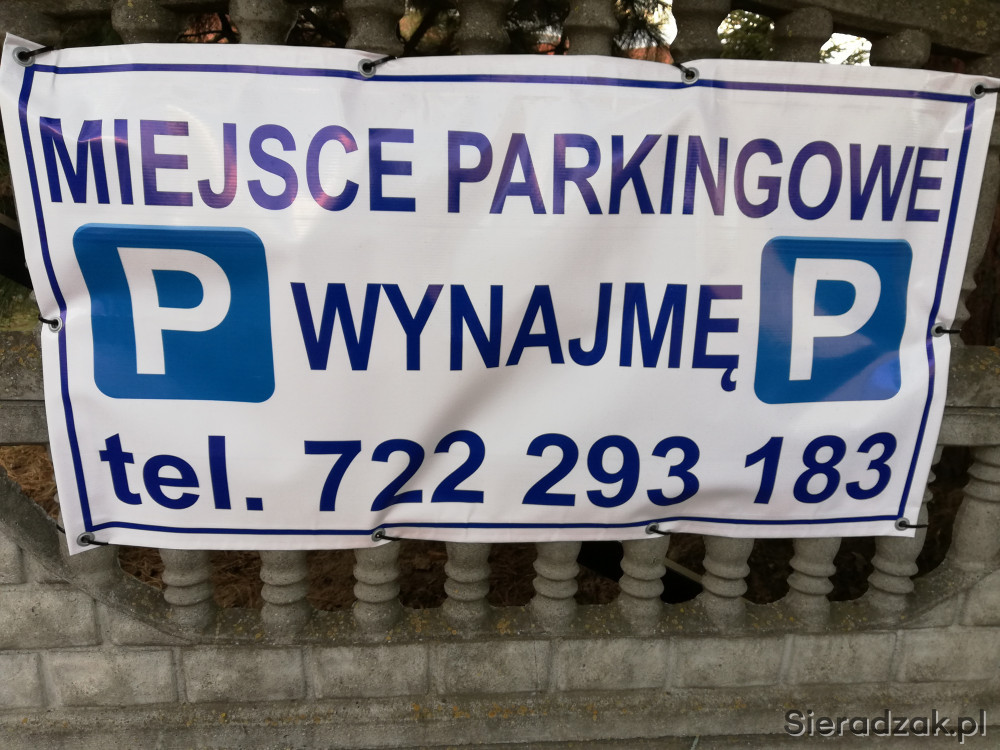 MIEJSCE PARKINGOWE
P WYNAJMĘ P
tel. 722 293 183
Sieradzak.pl